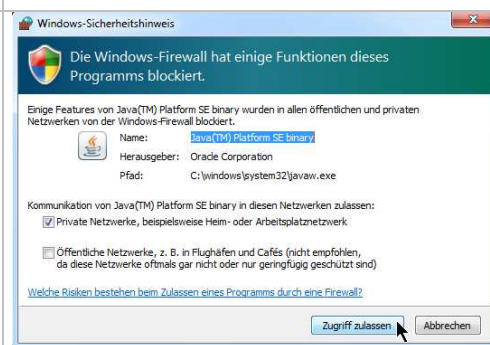 Windows-Sicherheitshinweis
Die Windows-Firewall hat einige Funktionen dieses
Programms blockiert.
Einige Features von Java(TM) Platform SE binary wurden in allen öffentlichen und privaten
Netzwerken von der Windows-Firewall blockiert.
Name: Java(TM) Platform SE binary
Herausgeber: Oracle Corporation
Pfad: C:\windows\system32\javaw.exe
Kommunikation von Java(TM) Platform SE binary in diesen Netzwerken zulassen:
Private Netzwerke, beispielsweise Heim- oder Arbeitsplatznetzwerk
Öffentliche Netzwerke, z. B. in Flughäfen und Cafés (nicht empfohlen,
da diese Netzwerke oftmals gar nicht oder nur geringfügig geschützt sind)
Welche Risiken bestehen beim Zulassen eines Programms durch eine Firewall?
Zugriff zulassen Abbrechen